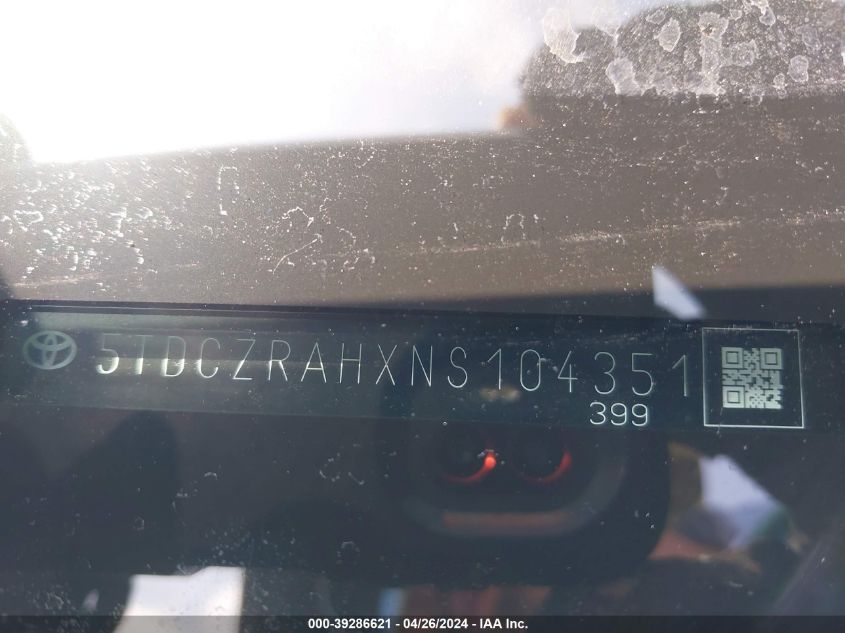 5TDCZRAHXNS104351
399
000-39286621 - 04/26/2024 - IAA Inc.